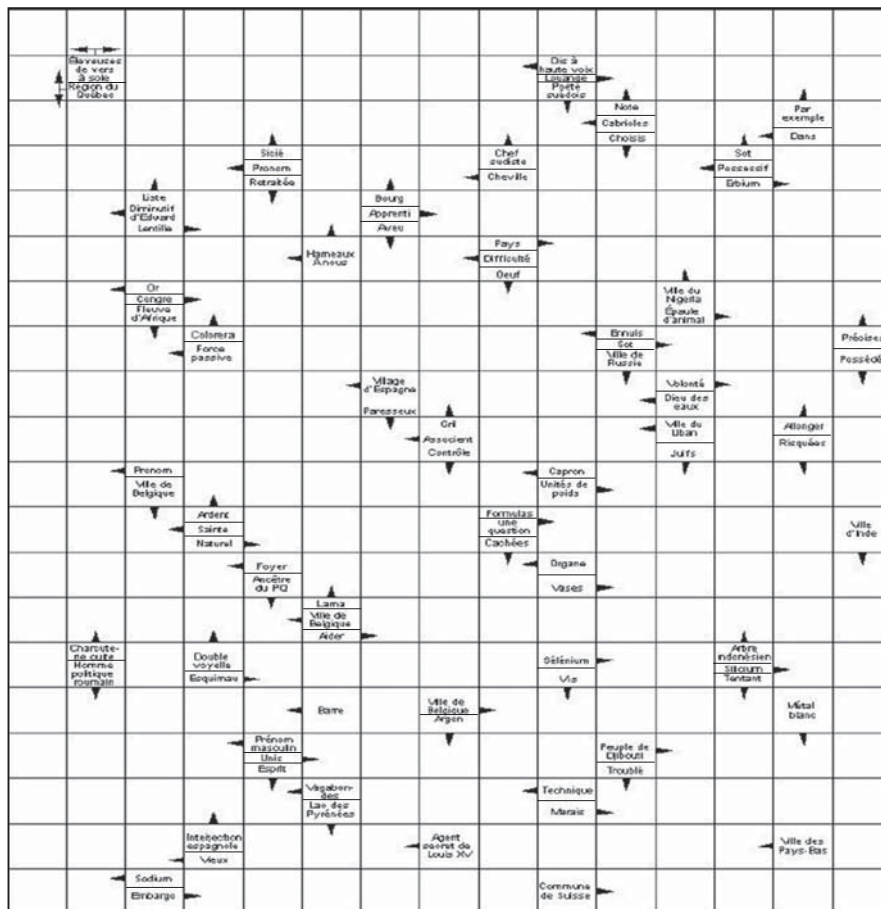 Éleveuses
de vers
à soie
Région du
Québec
Dis à
haute voix
Louange
Poète
suédois
Note
Cabrioles
Choisis
Par
exemple
Dans
Sicié
Pronom
Retraitée
Chef
sudiste
Cheville
Sot
Possessif
Erbium
Liste
Diminutif
d'Edward
Lentille
Bourg
Apprenti
Aveu
Hameaux
Anous
Pays
Difficulté
Oeuf
Or
Congre
Fleuve
d'Afrique
Ville du
Nigeria
Épaule
d'animal
Colorera
Force
passive
Ennuis
Sot
Ville de
Russie
Précises
Possédé
Village
d'Espagne
Paresseux
Volonté
Dieu des
eaux
Gril
Associent
Contrôle
Ville du
Liban
Juifs
Allonger
Risquées
Pronom
Ville de
Belgique
Capron
Unités de
poids
Ardent
Sainte
Naturel
Formulas
une
question
Cachées
Ville
d'Inde
Foyer
Ancêtre
du PQ
Organe
Vases
Lama
Ville de
Belgique
Aider
Charcute-
rie cuite
Homme
politique
roumain
Double
voyelle
Esquimau
Sélénium
Vis
Arbre
indonésien
Silicium
Tentant
Barre
Ville de
Belgique
Argon
Métal
blanc
Prénom
masculin
Unis
Esprit
Peuple de
Djibouti
Troublé
Vagabon-
des
Lac des
Pyrénées
Technique
Marais
Interjection
espagnole
Vieux
Agent
secret de
Louis XV
Ville des
Pays-Bas
Sodium
Embargo
Commune
de Suisse